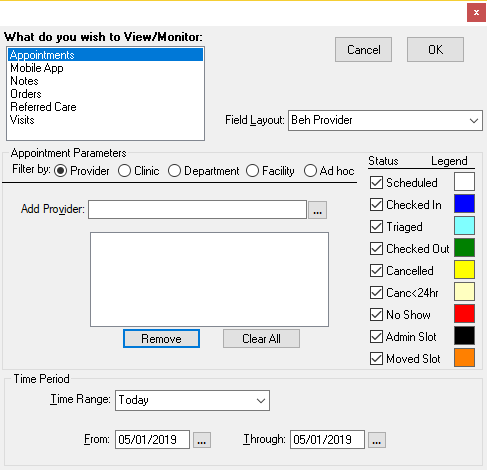 What do you wish to View/Monitor:
Appointments
Mobile App
Notes
Orders
Referred Care
Visits
Cancel
OK
Field Layout: Beh Provider
Appointment Parameters
Filter by: Provider Clinic Department Facility Ad hoc
Status Legend
Scheduled
Checked In
Triaged
Checked Out
Cancelled
Canc<24hr
No Show
Admin Slot
Moved Slot
Add Provider: ...
Remove Clear All
Time Period
Time Range: Today
From: 05/01/2019 ... Through: 05/01/2019 ...